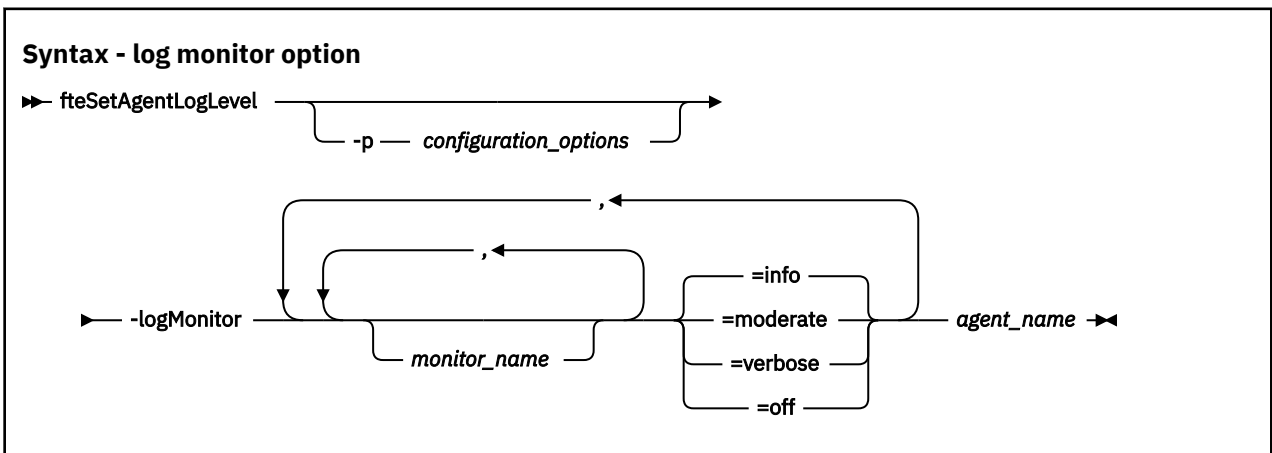 Syntax - log monitor option
fteSetAgentLogLevel
-p configuration_options
,
,
=info
-logMonitor =moderate agent_name
monitor_name =verbose
=off